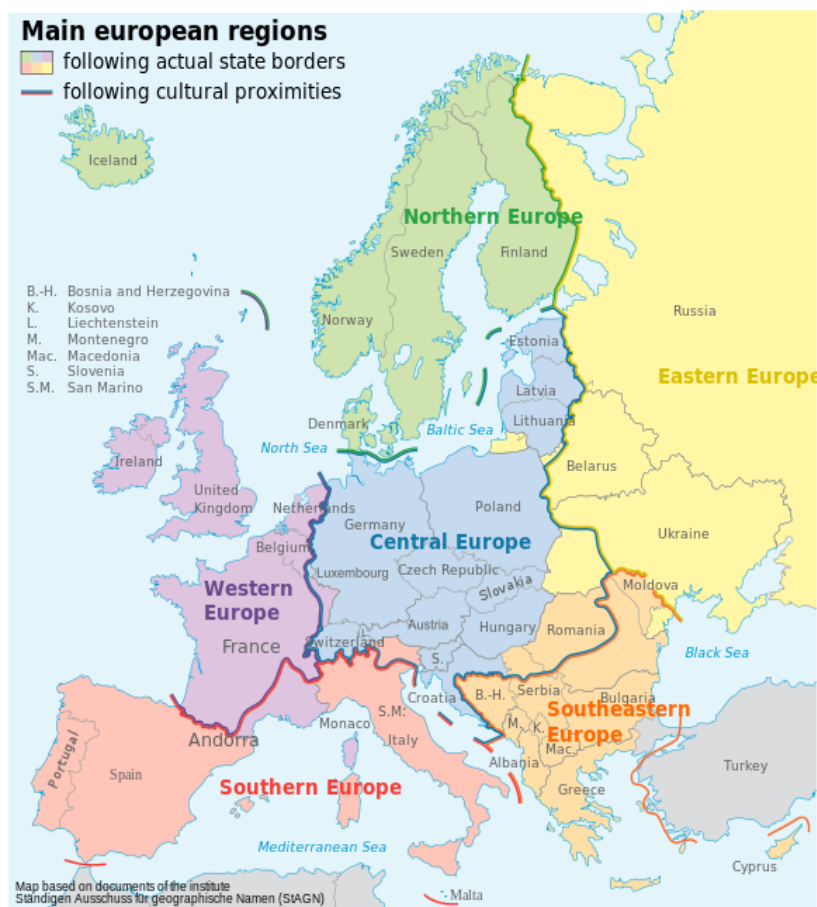 Main european regions
following actual state borders
following cultural proximities
Iceland
Northern Europe
Sweden
Finland
B.-H. Bosnia and Herzegovina
K. Kosovo
L. Liechtenstein
M. Montenegro
Mac. Macedonia
S. Slovenia
S.M. San Marino
Norway
Russia
Estonia
Eastern Europe
Latvia
Lithuania
Denmark
Baltic Sea
North Sea
Ireland
Belarus
United
Kingdom
Netherlands
Poland
Germany
Ukraine
Belgium
Central Europe
Luxembourg
Czech Republic
Slovakia
Moldova
Western
Europe
Austria
Hungary
Romania
France
Switzerland
S.
Black Sea
Croatia
B.-H.
Serbia
Bulgaria
S.M:
Southeastern
Europe
Monaco
Andorra
Italy
M.
K.
Mac.
Portugal
Spain
Albania
Turkey
Southern Europe
Greece
Mediterranean Sea
Cyprus
Map based on documents of the institute
Ständigen Ausschuss für geographische Namen (StAGN)
Malta